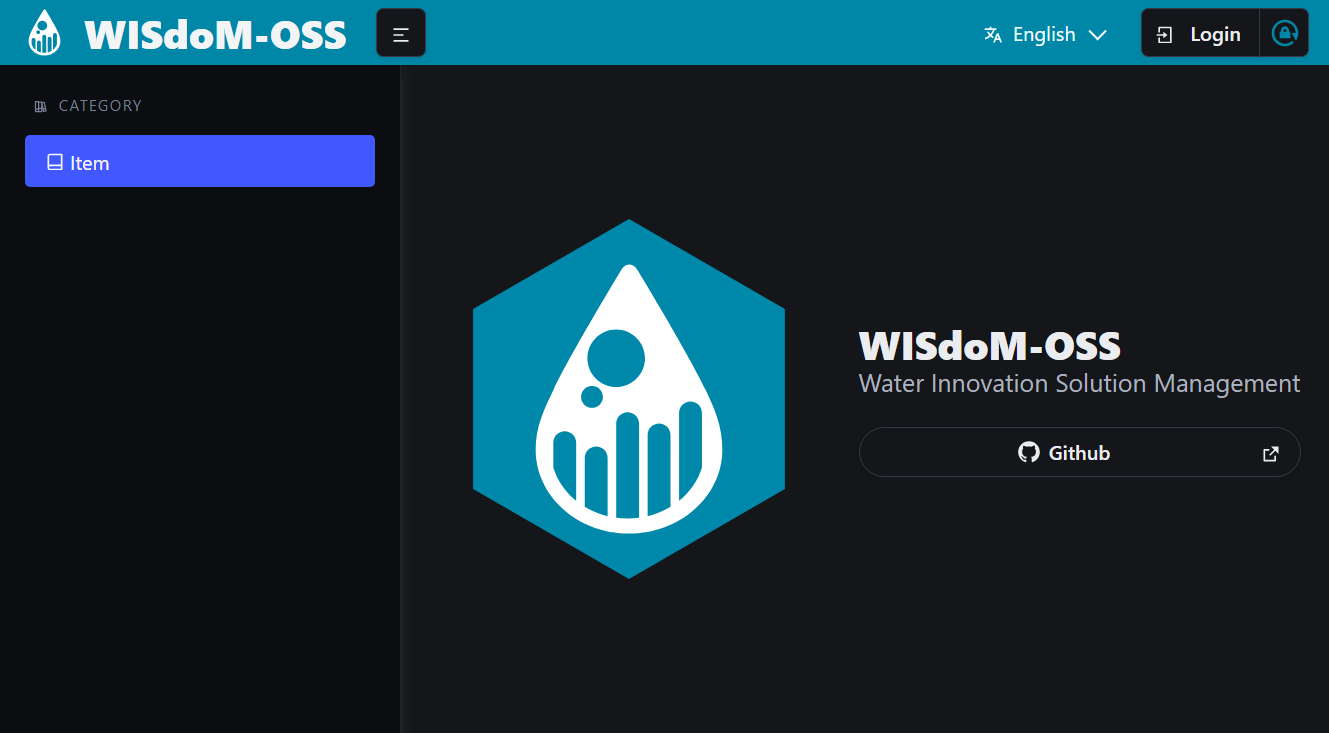 WISdoM-OSS
English
Login
CATEGORY
Item
WISdoM-OSS
Water Innovation Solution Management
Github